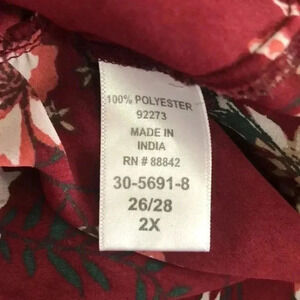 100% POLYESTER
92273
MADE IN
INDIA
RN # 88842
30-5691-8
26/28
2X